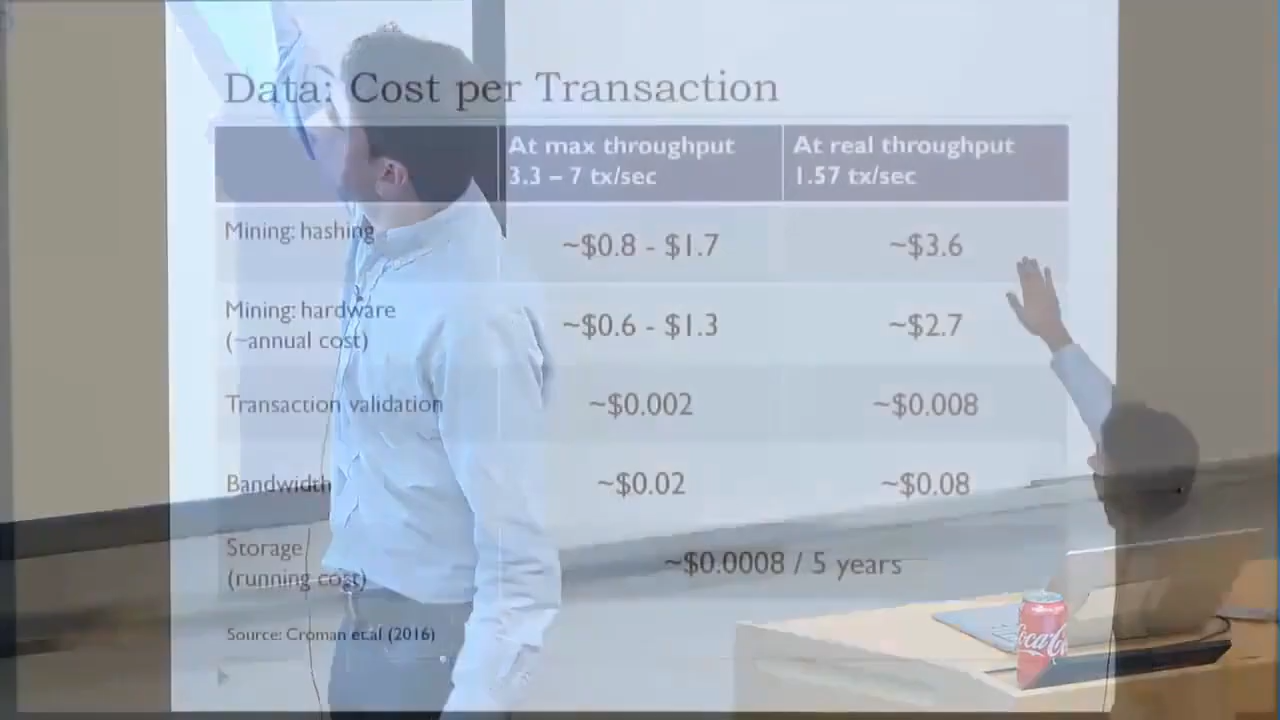 Data: Cost per Transaction
At max throughput
3.3 – 7 tx/sec
At real throughput
1.57 tx/sec
Mining: hashing
~$0.8 - $1.7
~$3.6
Mining: hardware
(~annual cost)
~$0.6 - $1.3
~$2.7
Transaction validation
~$0.002
~$0.008
Bandwidth
~$0.02
~$0.08
Storage
(running cost)
~$0.0008 / 5 years
Source: Croman et.al (2016)
Coca-Cola